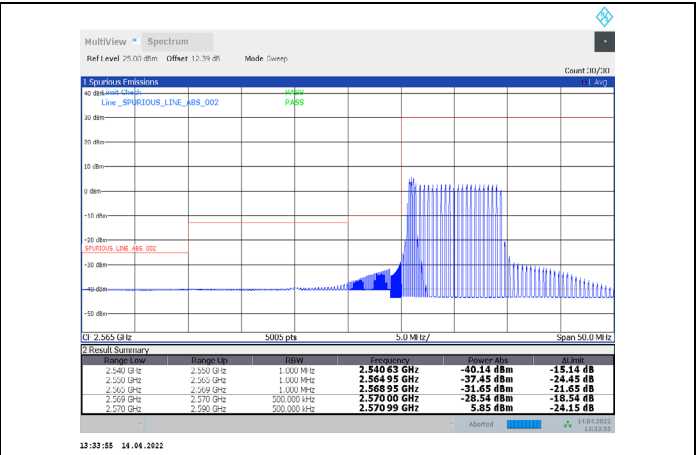 MultiView Spectrum
Ref Level 25.00 dBm Offset 12.39 dB Mode Sweep
Count 30/30
1 Spurious Emissions 1 Avg
40 dBm Limit Check PASS
Line _SPURIOUS_LINE_ABS_002 PASS
30 dBm
20 dBm
10 dBm
0 dBm
-10 dBm
-20 dBm
SPURIOUS_LINE_ABS_002
-30 dBm
-40 dBm
-50 dBm
CF 2.565 GHz 5005 pts 5.0 MHz/ Span 50.0 MHz
2 Result Summary
Range Low Range Up RBW Frequency Power Abs ΔLimit
2.540 GHz 2.550 GHz 1.000 MHz 2.540 63 GHz -40.14 dBm -15.14 dB
2.550 GHz 2.565 GHz 1.000 MHz 2.564 95 GHz -37.45 dBm -24.45 dB
2.565 GHz 2.569 GHz 1.000 MHz 2.568 95 GHz -31.65 dBm -21.65 dB
2.569 GHz 2.570 GHz 500.000 kHz 2.570 00 GHz -28.54 dBm -18.54 dB
2.570 GHz 2.590 GHz 500.000 kHz 2.570 99 GHz 5.85 dBm -24.15 dB
Aborted 14.04.2022
13:33:55
13:33:55 14.04.2022